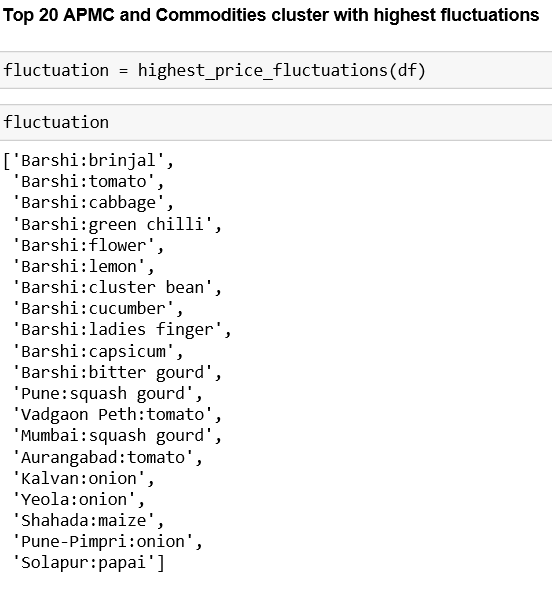 Top 20 APMC and Commodities cluster with highest fluctuations
fluctuation = highest_price_fluctuations(df)
fluctuation
['Barshi:brinjal',
'Barshi:tomato',
'Barshi:cabbage',
'Barshi:green chilli',
'Barshi:flower',
'Barshi:lemon',
'Barshi:cluster bean',
'Barshi:cucumber',
'Barshi:ladies finger',
'Barshi:capsicum',
'Barshi:bitter gourd',
'Pune:squash gourd',
'Vadgaon Peth:tomato',
'Mumbai:squash gourd',
'Aurangabad:tomato',
'Kalvan:onion',
'Yeola:onion',
'Shahada:maize',
'Pune-Pimpri:onion',
'Solapur:papai']